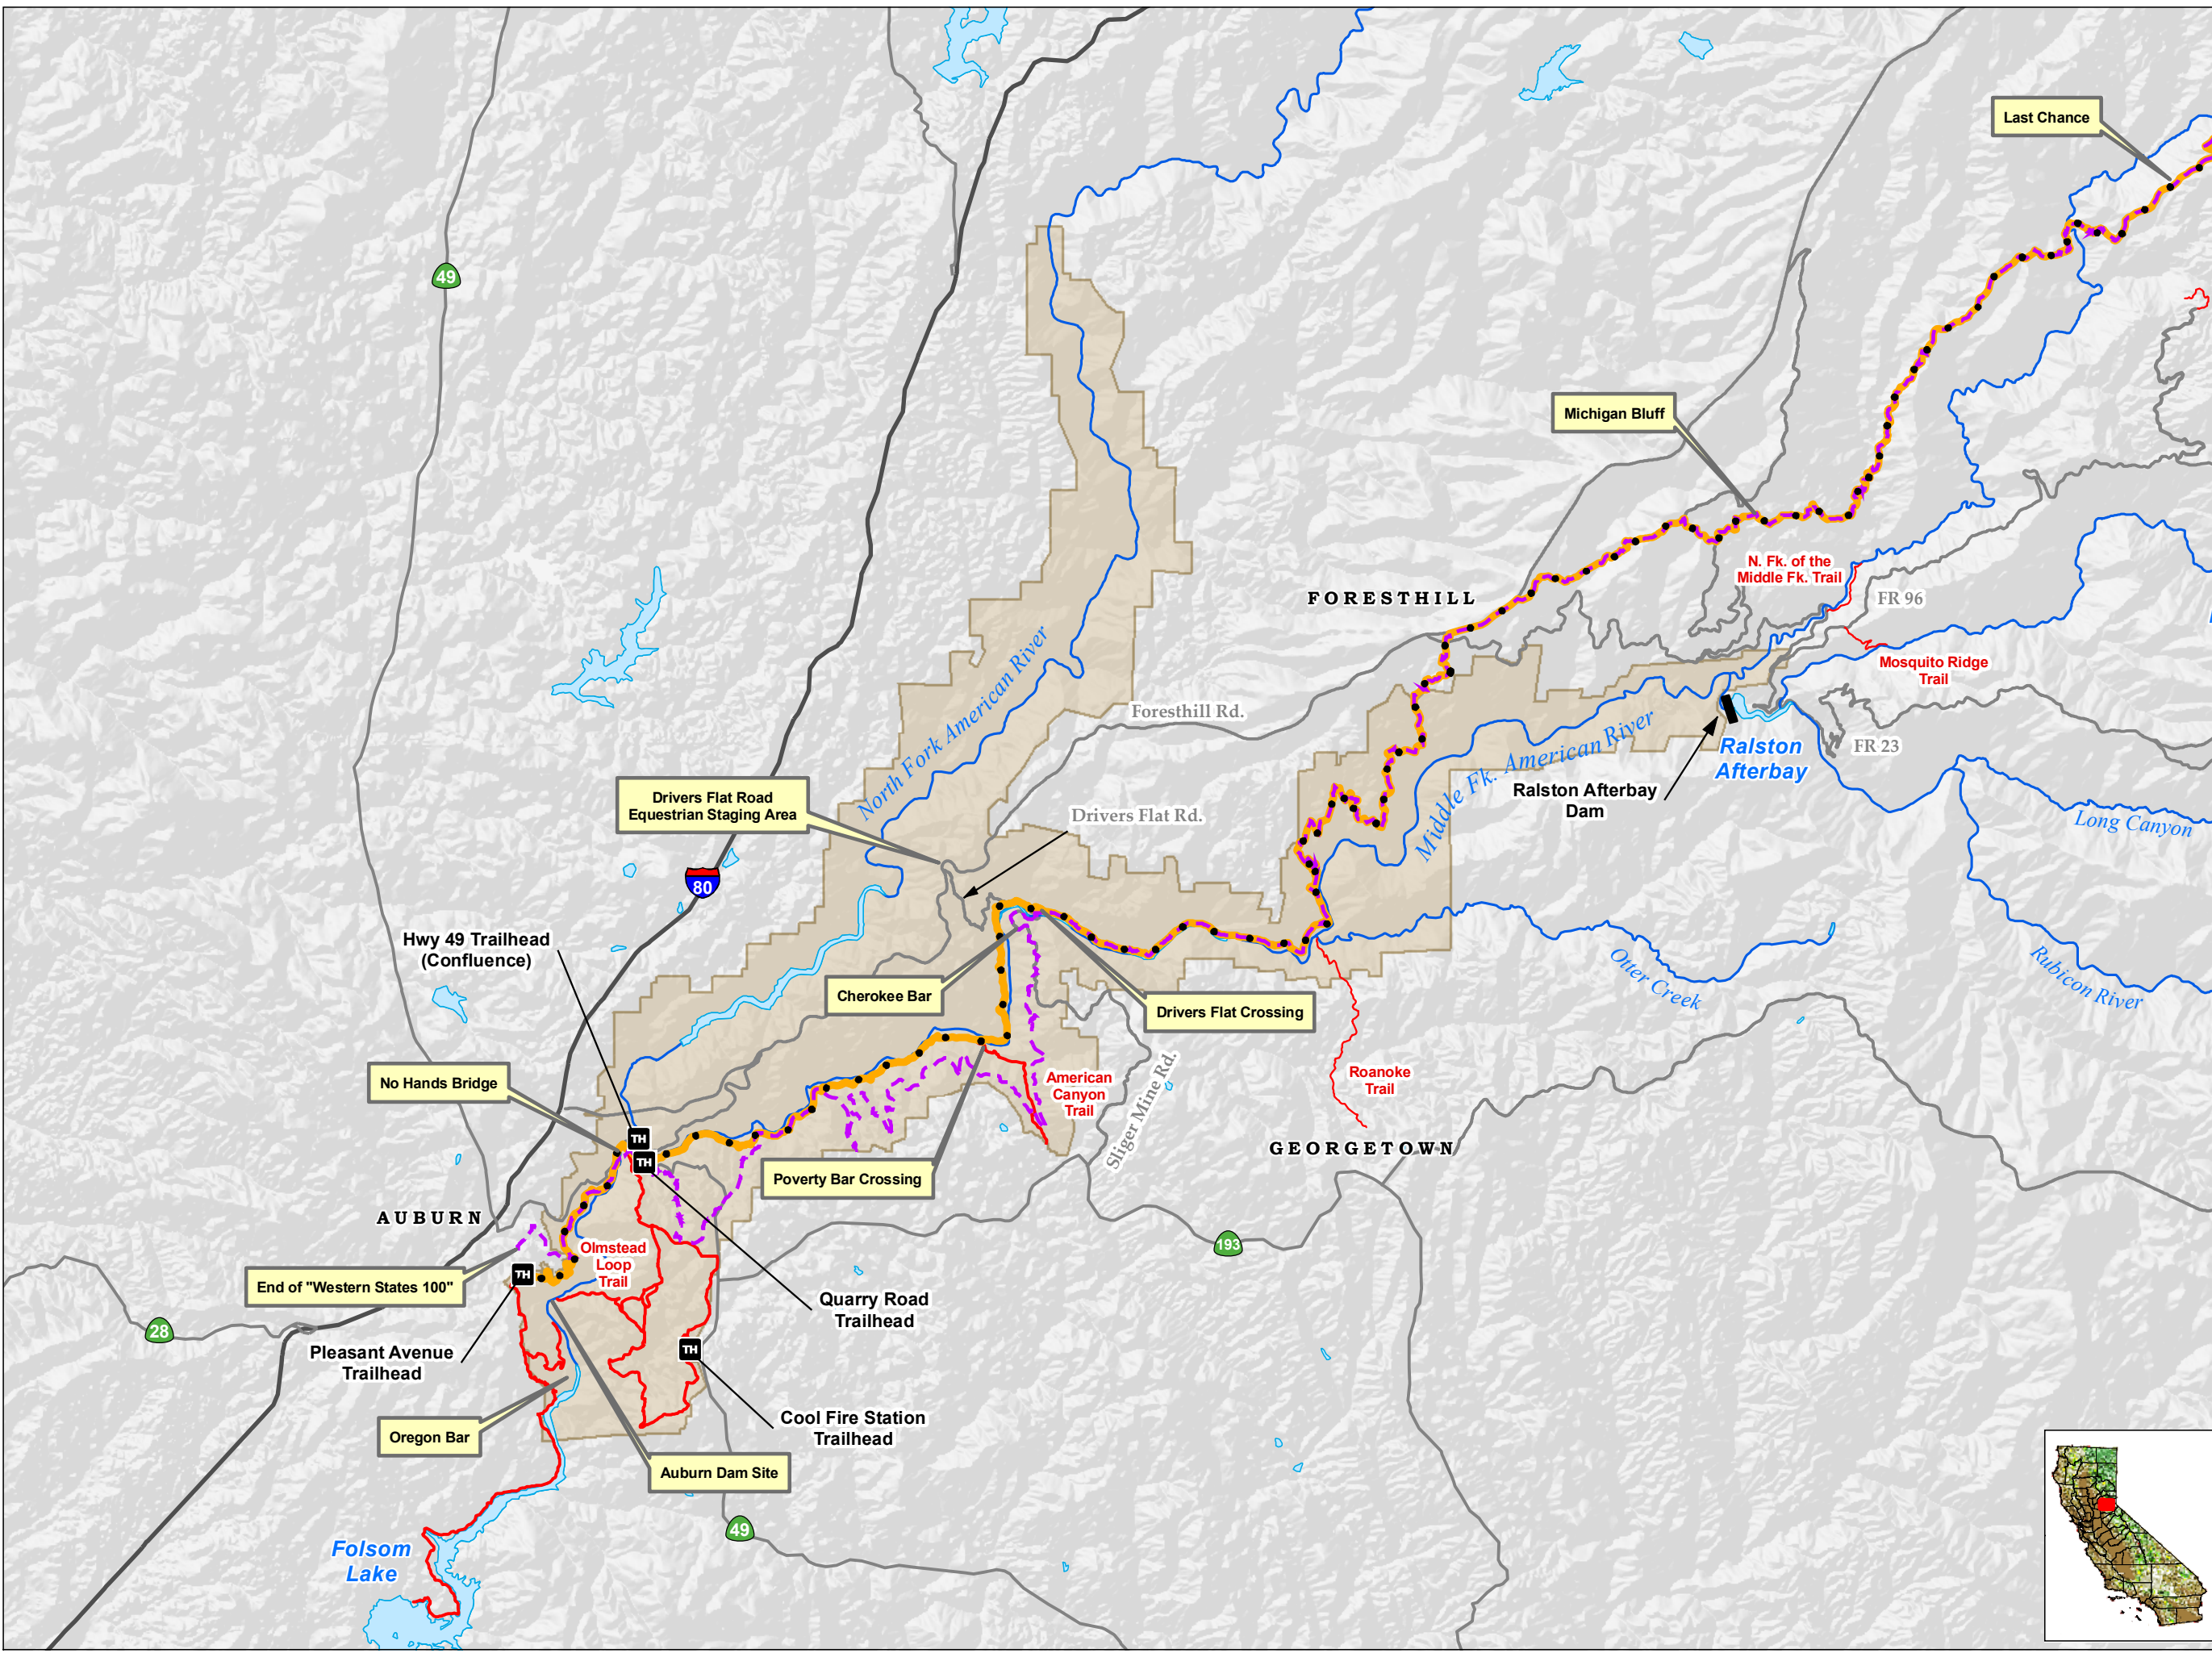 Last Chance
49
Michigan Bluff
N. Fk. of the
Middle Fk. Trail
FORESTHILL
FR 96
Mosquito Ridge
Trail
North Fork American River
Foresthill Rd.
Middle Fk. American River
Ralston
Afterbay
FR 23
Ralston Afterbay
Dam
Drivers Flat Road
Equestrian Staging Area
Drivers Flat Rd.
Long Canyon
80
Hwy 49 Trailhead
(Confluence)
Otter Creek
Rubicon River
Cherokee Bar
Drivers Flat Crossing
No Hands Bridge
American
Canyon
Trail
Sliger Mine Rd.
Roanoke
Trail
TH
TH
GEORGETOWN
Poverty Bar Crossing
AUBURN
Olmstead
Loop
Trail
193
End of "Western States 100"
TH
Quarry Road
Trailhead
28
Pleasant Avenue
Trailhead
TH
Cool Fire Station
Trailhead
Oregon Bar
Auburn Dam Site
49
Folsom
Lake